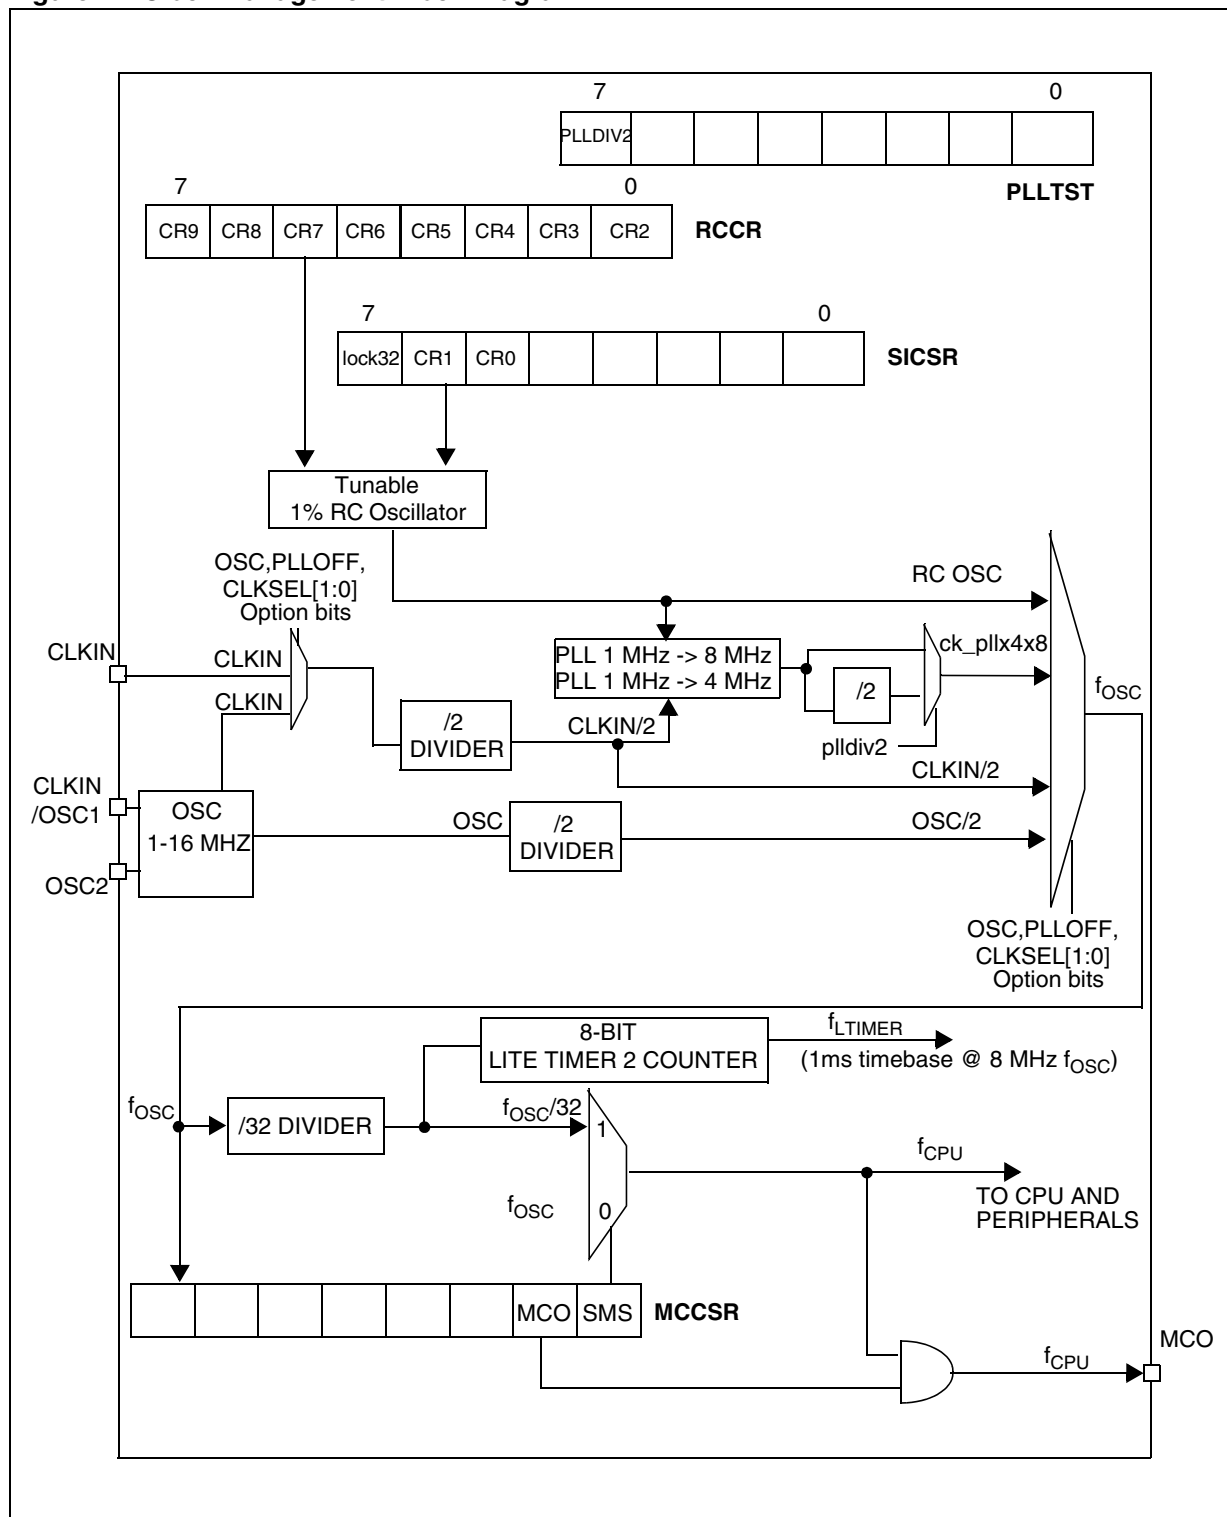 7 0
PLLDIV2
PLLTST
7 0
CR9 CR8 CR7 CR6 CR5 CR4 CR3 CR2 RCCR
7 0
lock32 CR1 CR0 SICSR
Tunable
1% RC Oscillator
OSC,PLLOFF,
CLKSEL[1:0]
Option bits
RC OSC
CLKIN
CLKIN
CLKIN
PLL 1 MHz -> 8 MHz
PLL 1 MHz -> 4 MHz
/2
ck_pllx4x8
fOSC
/2
DIVIDER
CLKIN/2
plldiv2
CLKIN/2
CLKIN
/OSC1
OSC
1-16 MHZ
OSC2
OSC
/2
DIVIDER
OSC/2
OSC,PLLOFF,
CLKSEL[1:0]
Option bits
8-BIT
LITE TIMER 2 COUNTER
fLTIMER
(1ms timebase @ 8 MHz fOSC)
fOSC
/32 DIVIDER
fOSC/32
1
fOSC
0
fCPU
TO CPU AND
PERIPHERALS
MCO SMS MCCSR
fCPU
MCO